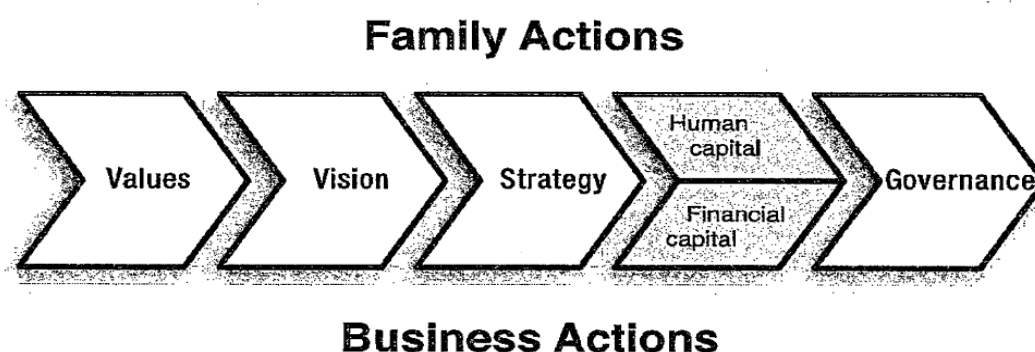 Family Actions
Values
Vision
Strategy
Human
capital
Financial
capital
Governance
Business Actions